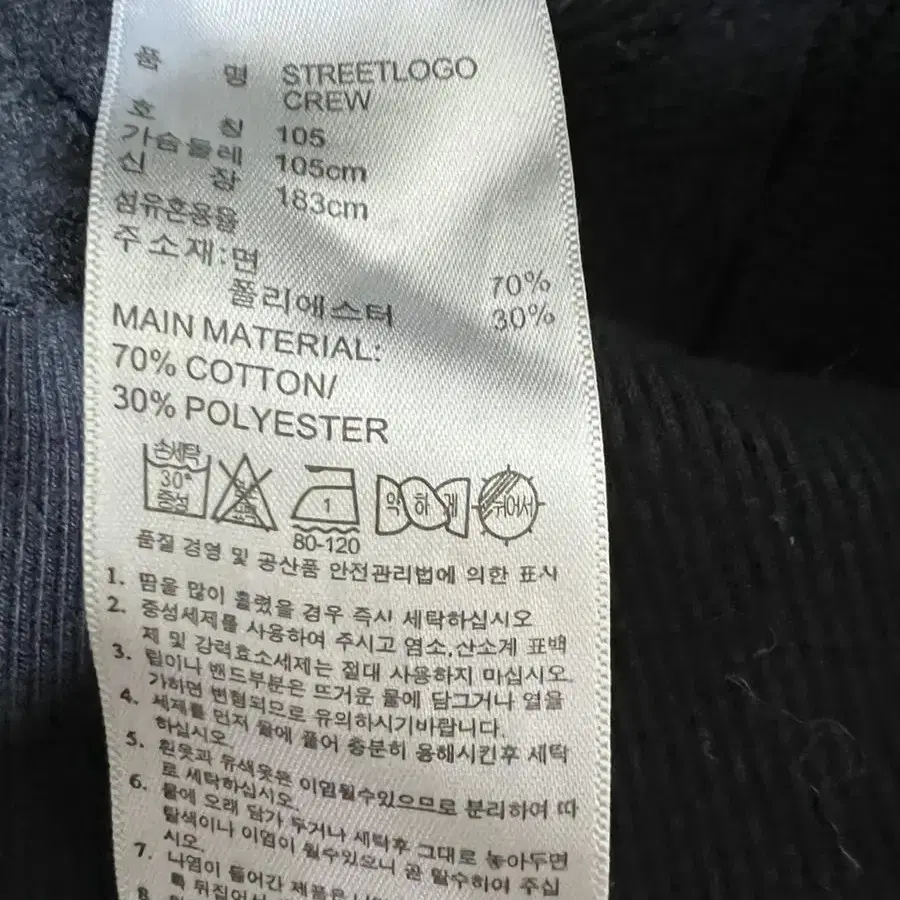 품 명 STREETLOGO
CREW
호 칭 105
가슴둘레 105cm
신 장 183cm
섬유혼용율
주 소재:면 70%
폴리에스터 30%
MAIN MATERIAL:
70% COTTON/
30% POLYESTER
손세탁
30°
중성
1
80-120
약하게
뉘어서
품질 경영 및 공산품 안전관리법에 의한 표시
1. 땀을 많이 흘렸을 경우 즉시 세탁하십시오
2. 중성세제를 사용하여 주시고 염소,산소계 표백
제 및 강력효소세제는 절대 사용하지 마십시오.
3. 립이나 밴드부분은 뜨거운 물에 담그거나 열을
가하면 변형되므로 유의하시기바랍니다.
4. 세제를 먼저 물에 풀어 충분히 용해시킨후 세탁
하십시오.
5. 흰옷과 유색옷은 이염될수있으므로 분리하여 따
로 세탁하십시오.
6. 물에 오래 담가 두거나 세탁후 그대로 놓아두면
탈색이나 이염이 될수있으니 곧 탈수하여 주십
시오.
7. 나염이 들어간 제품은
뒤집어서
8.